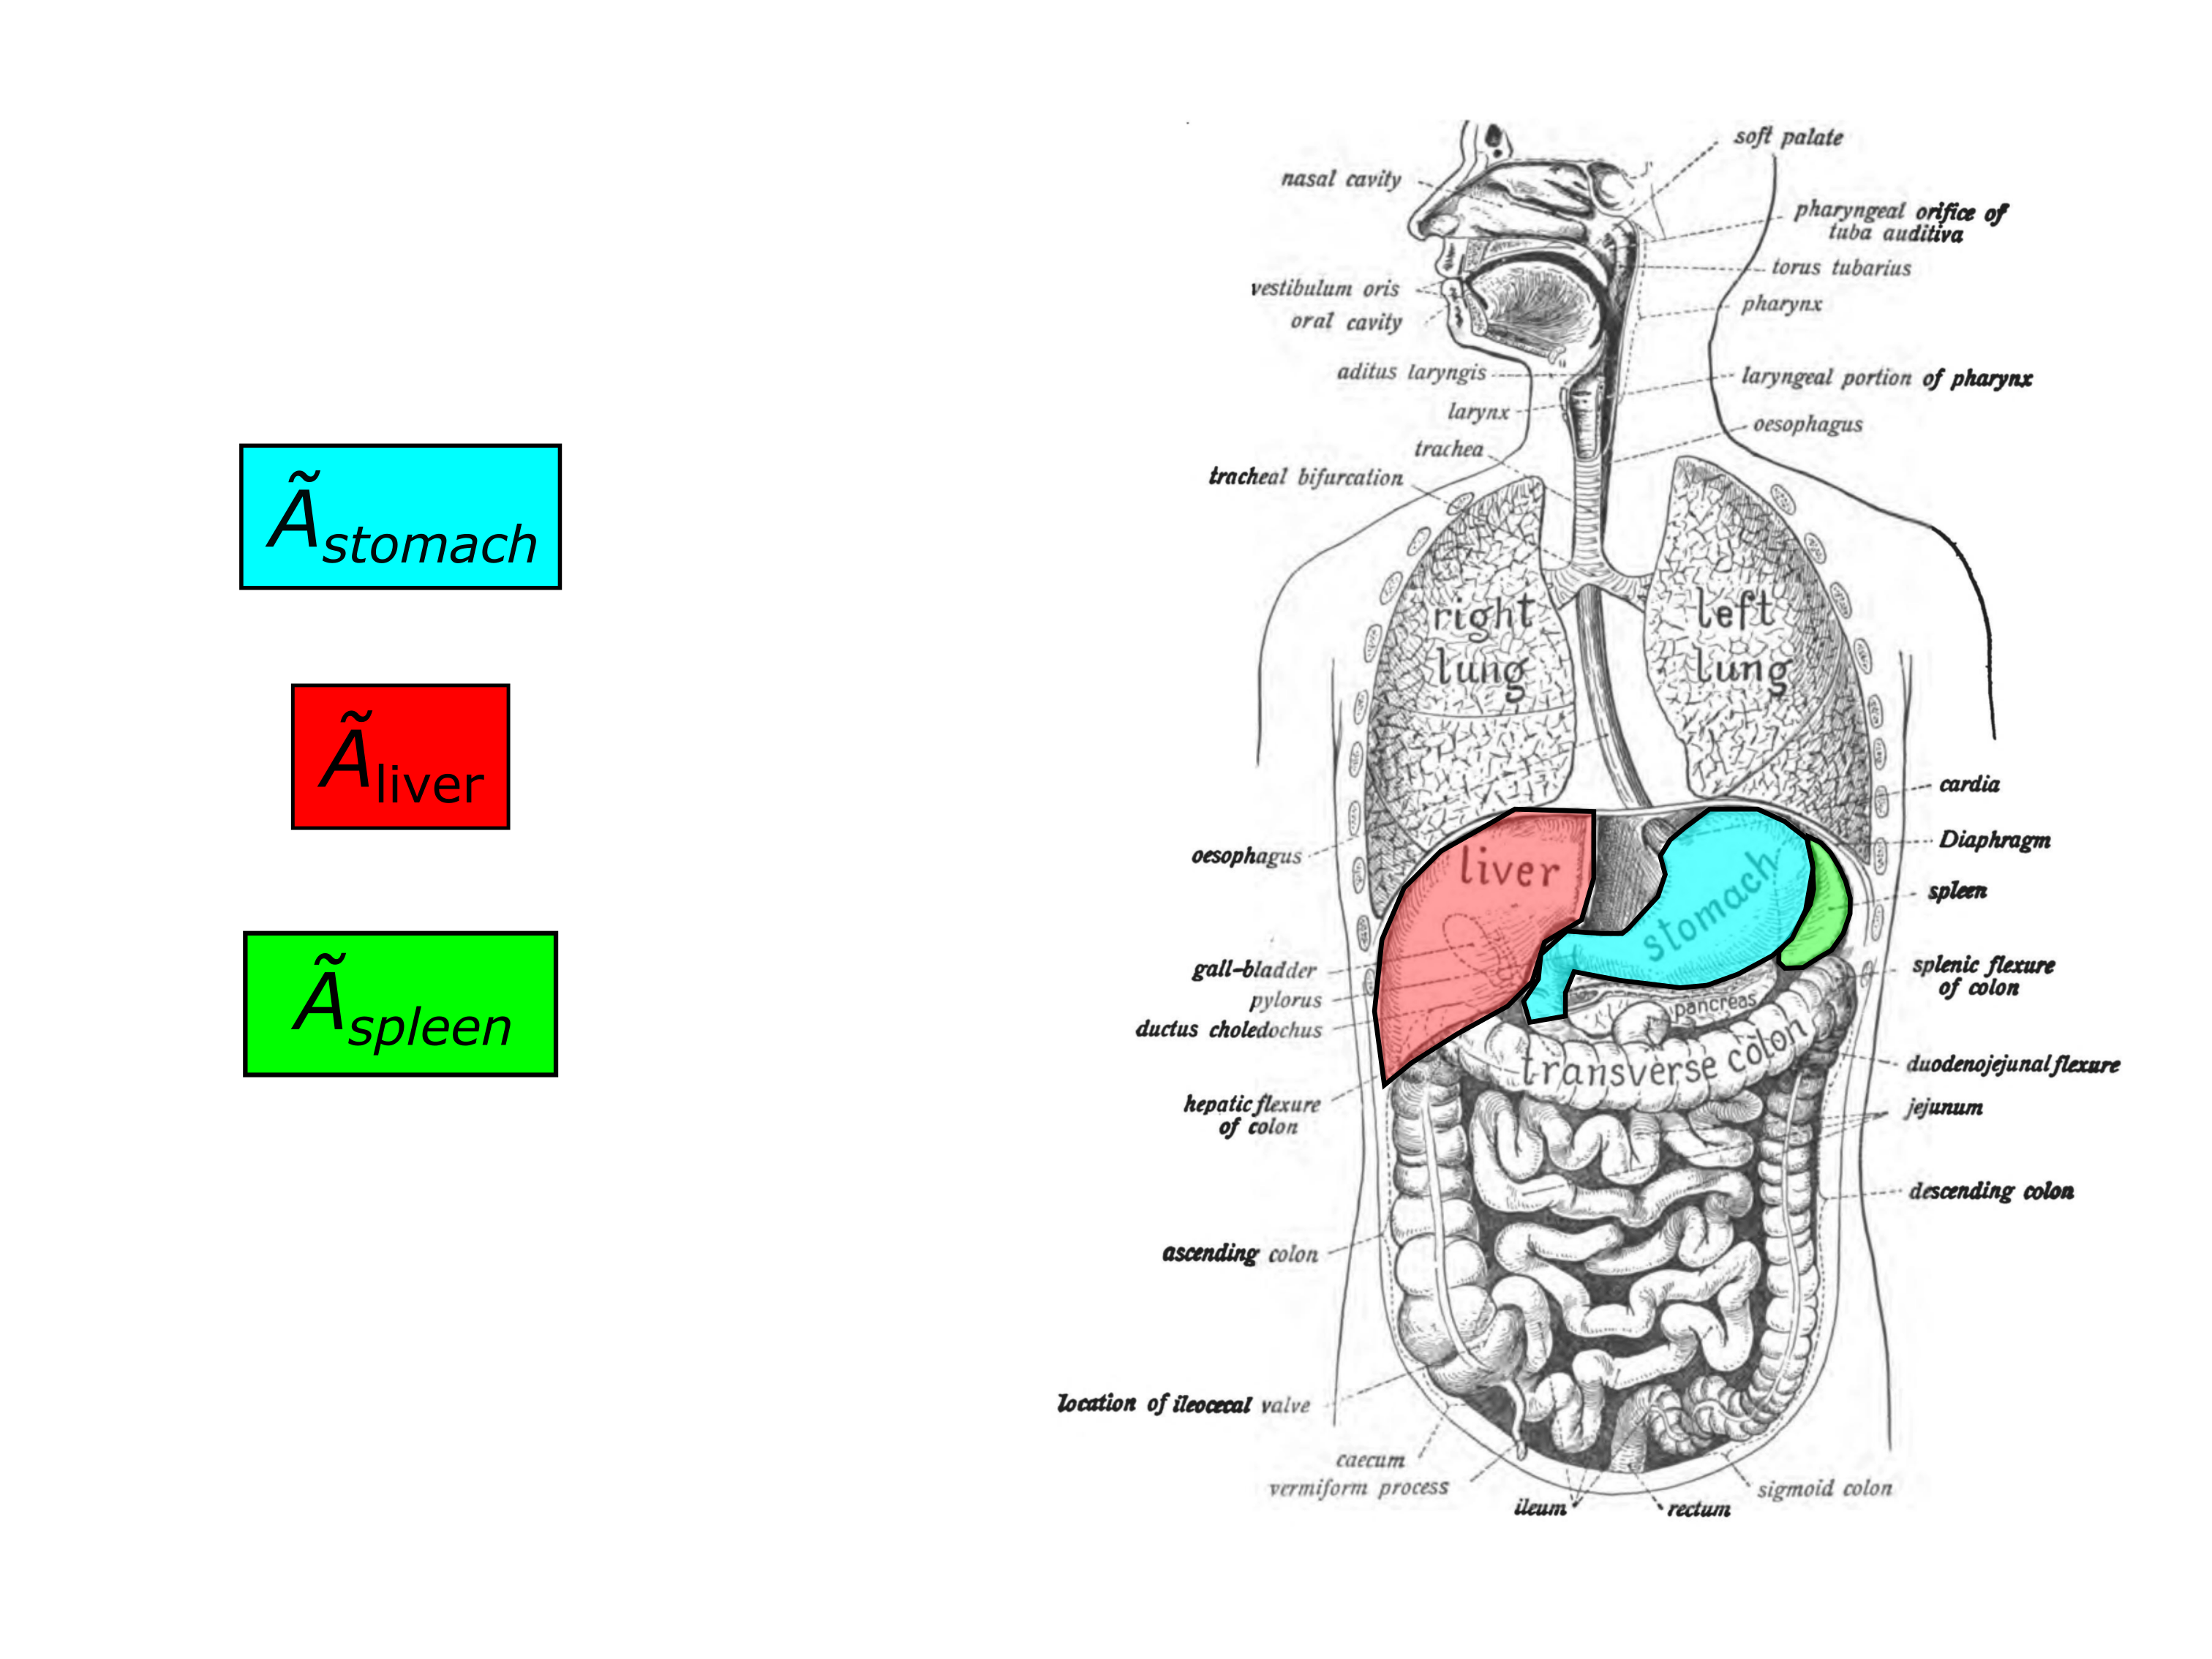 Ã stomach
Ã liver
Ã spleen
soft palate
nasal cavity
pharyngeal orifice of
tuba auditiva
torus tubarius
vestibulum oris
pharynx
oral cavity
aditus laryngis
laryngeal portion of pharynx
larynx
oesophagus
trachea
tracheal bifurcation
right
lung
left
lung
cardia
Diaphragm
oesophagus
liver
stomach
spleen
gall-bladder
splenic flexure
of colon
pylorus
pancreas
ductus choledochus
transverse colon
duodenojejunal flexure
hepatic flexure
of colon
jejunum
descending colon
ascending colon
location of ileocecal valve
caecum
vermiform process
sigmoid colon
ileum
rectum